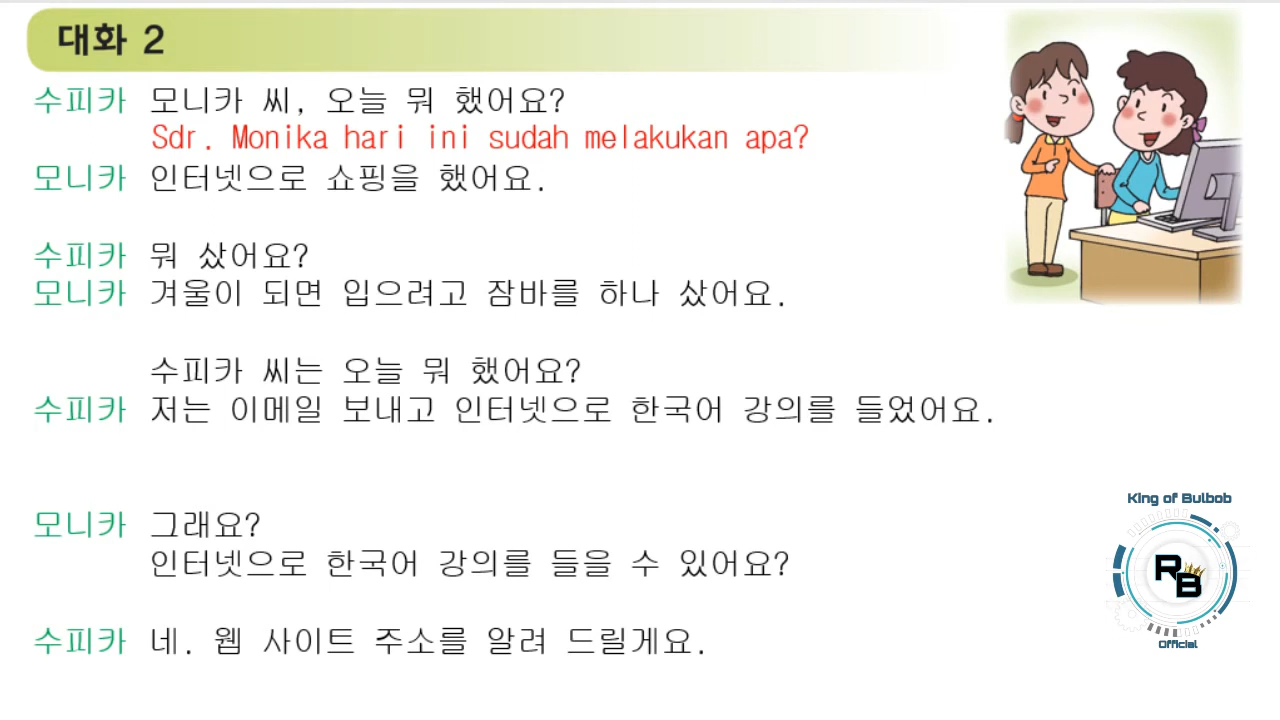 대화 2
수피카 모니카 씨, 오늘 뭐 했어요?
Sdr. Monika hari ini sudah melakukan apa?
모니카 인터넷으로 쇼핑을 했어요.
수피카 뭐 샀어요?
모니카 겨울이 되면 입으려고 잠바를 하나 샀어요.
수피카 씨는 오늘 뭐 했어요?
수피카 저는 이메일 보내고 인터넷으로 한국어 강의를 들었어요.
모니카 그래요?
인터넷으로 한국어 강의를 들을 수 있어요?
수피카 네. 웹 사이트 주소를 알려 드릴게요.
King of Bulbob
RB
Official